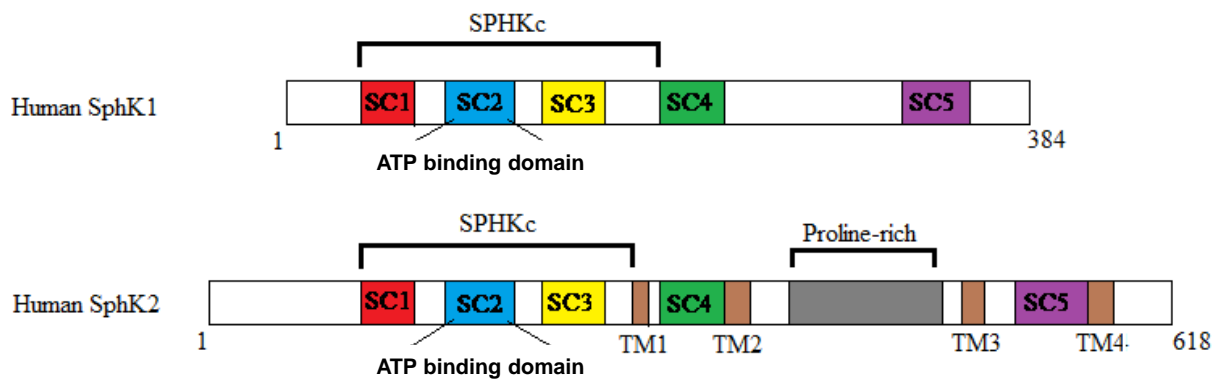 SPHKc
Human SphK1
SC1 SC2 SC3 SC4 SC5
1 384
ATP binding domain
SPHKc Proline-rich
Human SphK2
SC1 SC2 SC3 SC4 SC5
1 TM1 TM2 TM3 TM4. 618
ATP binding domain